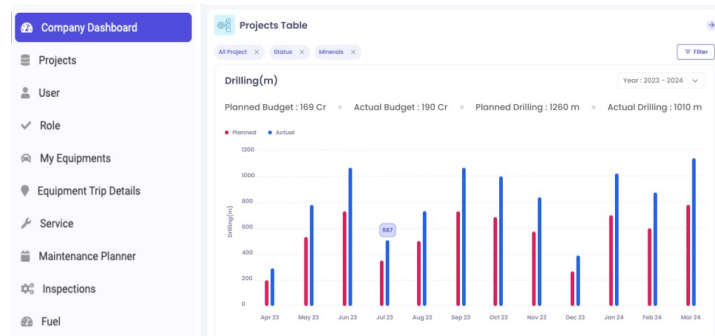 Company Dashboard
Projects
User
Role
My Equipments
Equipment Trip Details
Service
Maintenance Planner
Inspections
Fuel
Projects Table
All Project × Status × Minerals ×
Filter
Drilling(m)
Year : 2023 - 2024
Planned Budget : 169 Cr Actual Budget : 190 Cr Planned Drilling : 1260 m Actual Drilling : 1010 m
Planned Actual
Drilling(m)
1200
1000
800
600
400
200
0
567
Apr 23 May 23 Jun 23 Jul 23 Aug 23 Sep 23 Oct 23 Nov 23 Dec 23 Jan 24 Feb 24 Mar 24